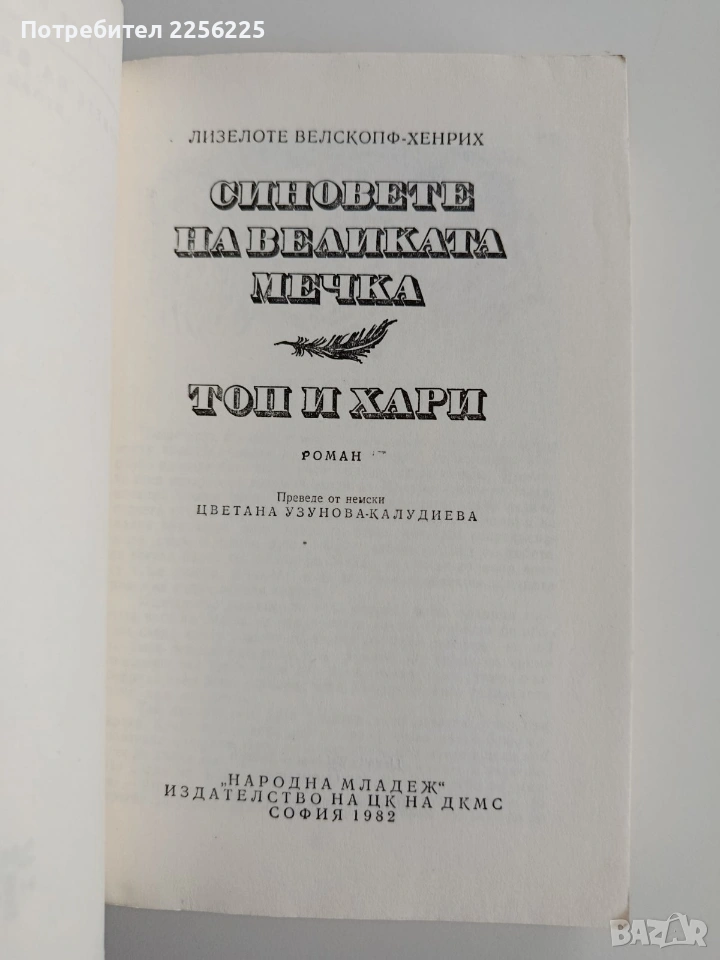 Потребител 2256225
ЛИЗЕЛОТЕ ВЕЛСКОПФ-ХЕНРИХ
СИНОВЕТЕ
НА ВЕЛИКАТА
МЕЧКА
ТОП И ХАРИ
РОМАН
Преведе от немски
ЦВЕТАНА УЗУНОВА-КАЛУДИЕВА
„НАРОДНА МЛАДЕЖ“
ИЗДАТЕЛСТВО НА ЦК НА ДКМС
СОФИЯ 1982
BAZAR